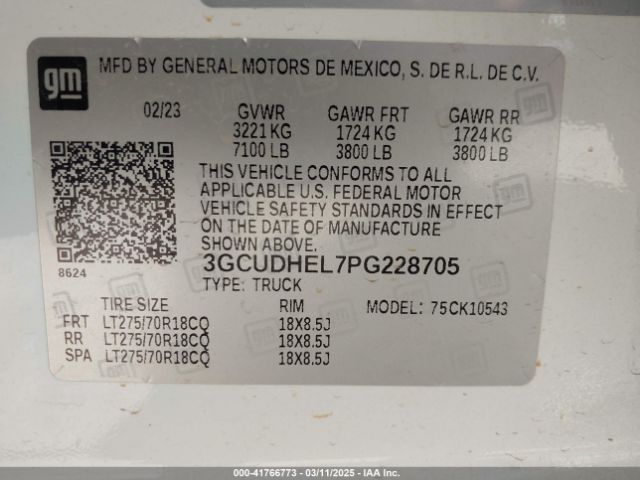 gm
MFD BY GENERAL MOTORS DE MEXICO, S. DE R.L. DE C.V.
02/23 GVWR GAWR FRT GAWR RR
3221 KG 1724 KG 1724 KG
7100 LB 3800 LB 3800 LB
THIS VEHICLE CONFORMS TO ALL
APPLICABLE U.S. FEDERAL MOTOR
VEHICLE SAFETY STANDARDS IN EFFECT
ON THE DATE OF MANUFACTURE
SHOWN ABOVE.
8624
3GCUDHEL7PG228705
TYPE: TRUCK
TIRE SIZE RIM MODEL: 75CK10543
FRT LT275/70R18CQ 18X8.5J
RR LT275/70R18CQ 18X8.5J
SPA LT275/70R18CQ 18X8.5J
000-41766773 - 03/11/2025 - IAAI.COM